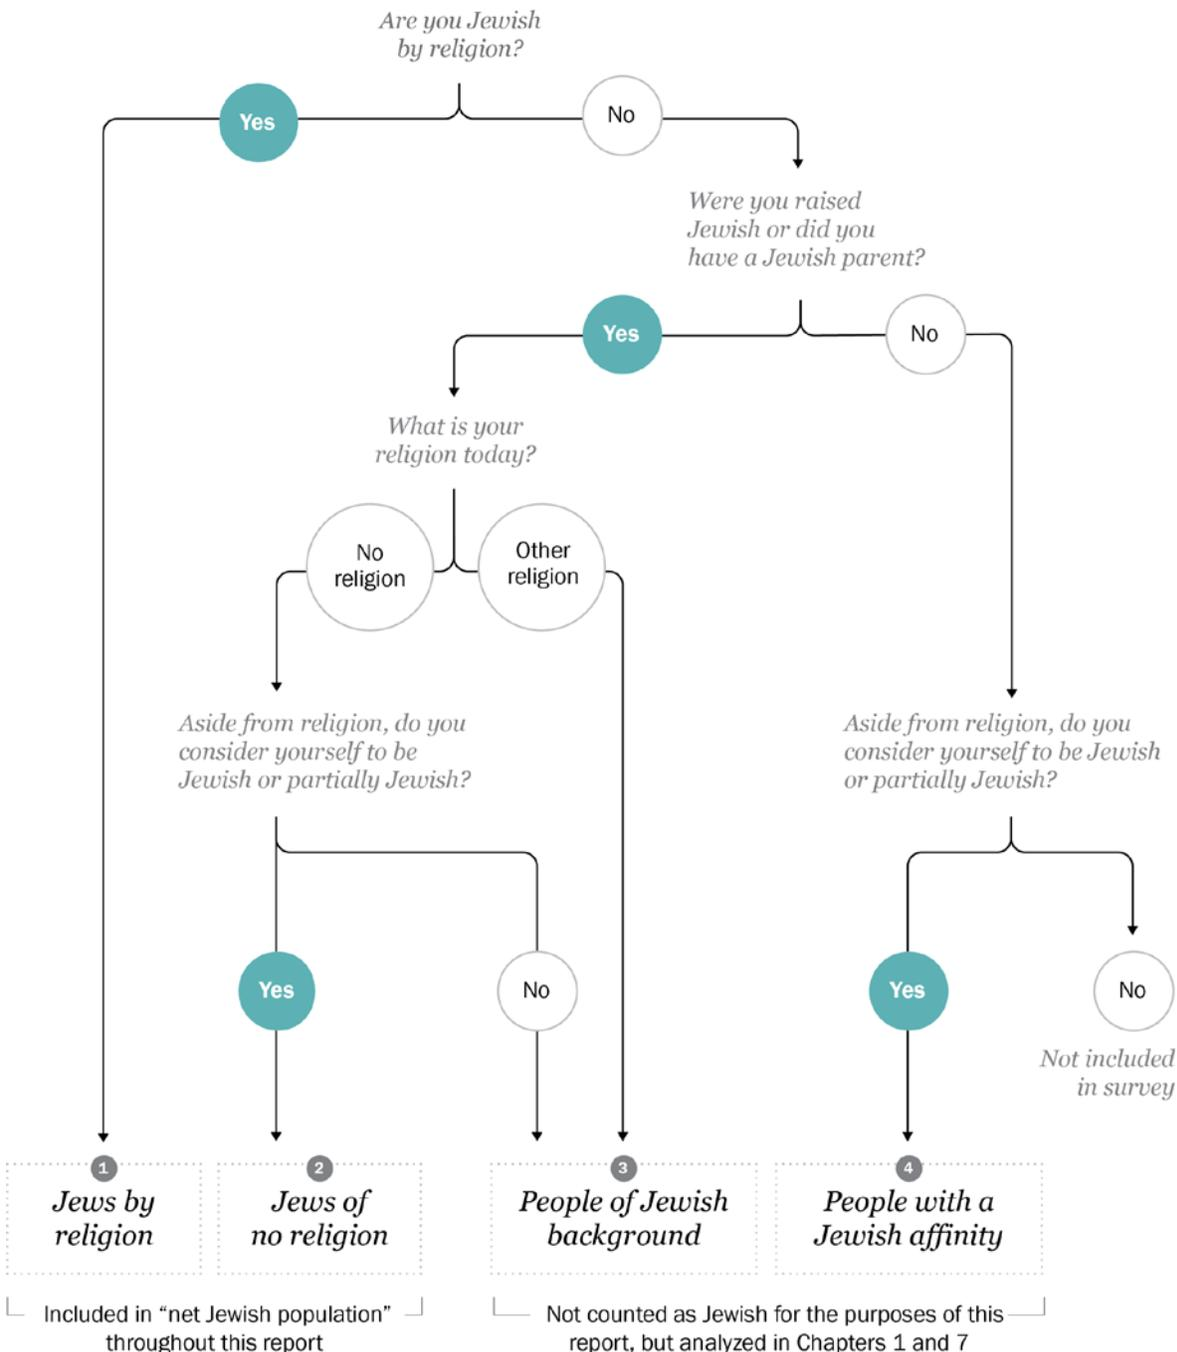 Are you Jewish
by religion?
Yes
No
Were you raised
Jewish or did you
have a Jewish parent?
Yes
No
What is your
religion today?
No
religion
Other
religion
Aside from religion, do you
consider yourself to be
Jewish or partially Jewish?
Aside from religion, do you
consider yourself to be Jewish
or partially Jewish?
Yes
No
Yes
No
Not included
in survey
1
Jews by
religion
2
Jews of
no religion
3
People of Jewish
background
4
People with a
Jewish affinity
Included in “net Jewish population”
throughout this report
Not counted as Jewish for the purposes of this
report, but analyzed in Chapters 1 and 7